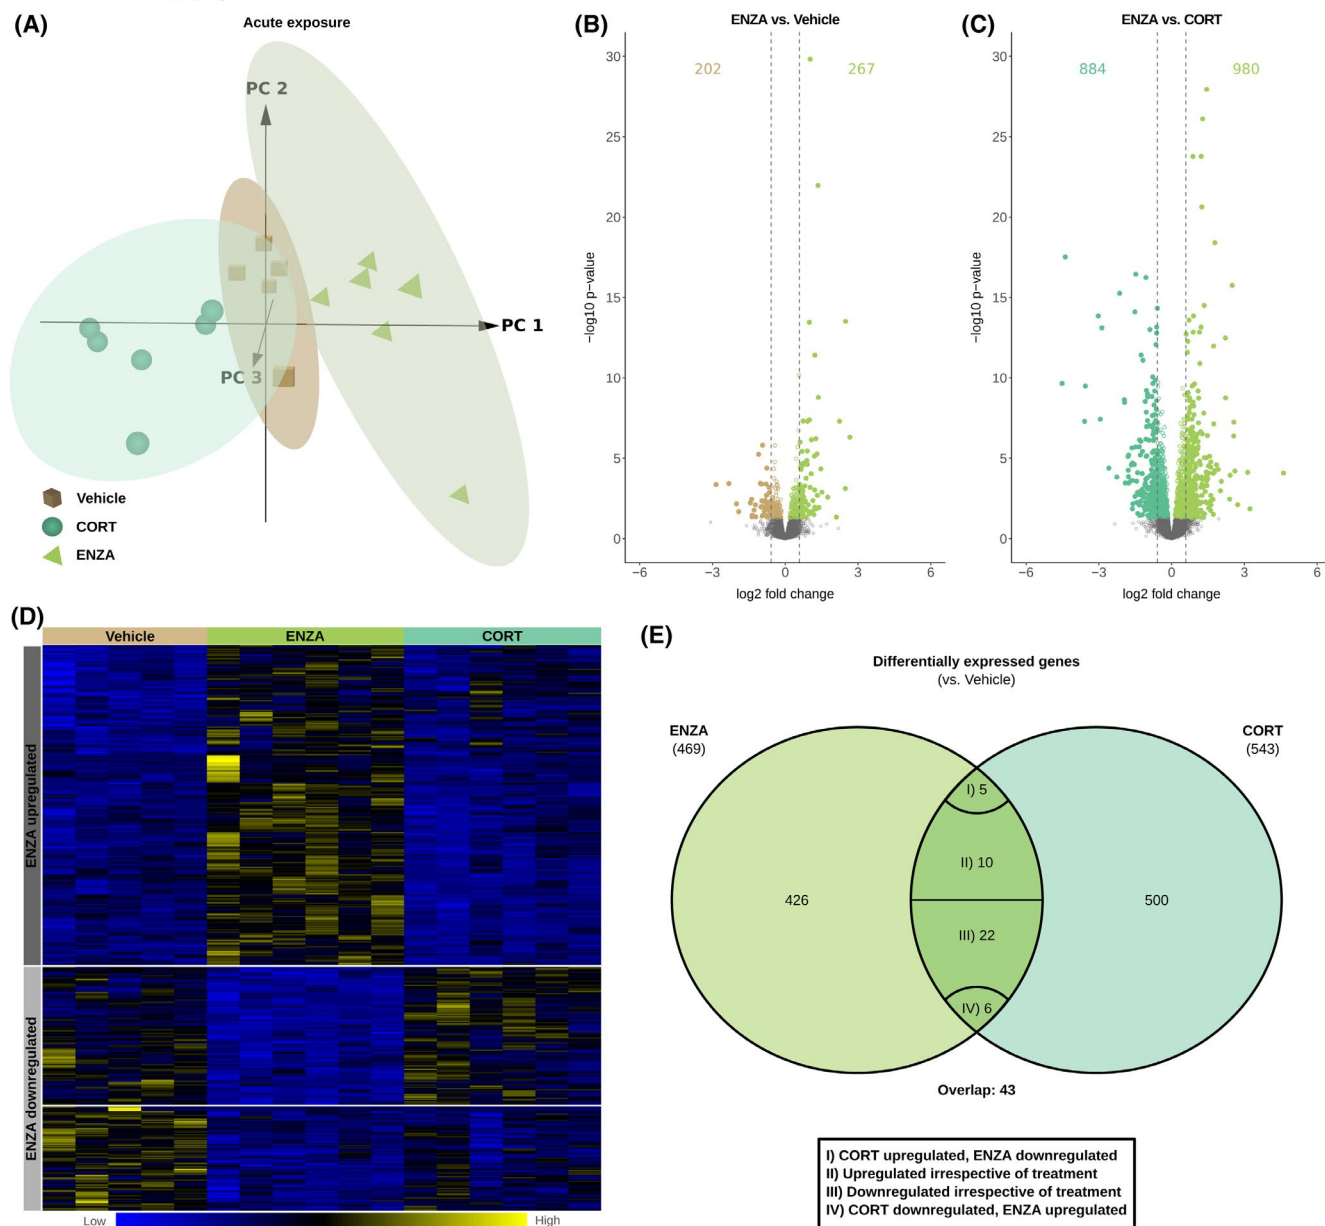 (A)
Acute exposure
PC 2
PC 1
PC 3
Vehicle
CORT
ENZA
(B)
ENZA vs. Vehicle
202
267
30
25
20
15
10
5
0
−log10 p−value
−6
−3
0
3
6
log2 fold change
(C)
ENZA vs. CORT
884
980
30
25
20
15
10
5
0
−log10 p−value
−6
−3
0
3
6
log2 fold change
(D)
Vehicle
ENZA
CORT
ENZA upregulated
ENZA downregulated
Low
High
(E)
Differentially expressed genes
(vs. Vehicle)
ENZA
(469)
CORT
(543)
I) 5
II) 10
426
500
III) 22
IV) 6
Overlap: 43
I) CORT upregulated, ENZA downregulated
II) Upregulated irrespective of treatment
III) Downregulated irrespective of treatment
IV) CORT downregulated, ENZA upregulated